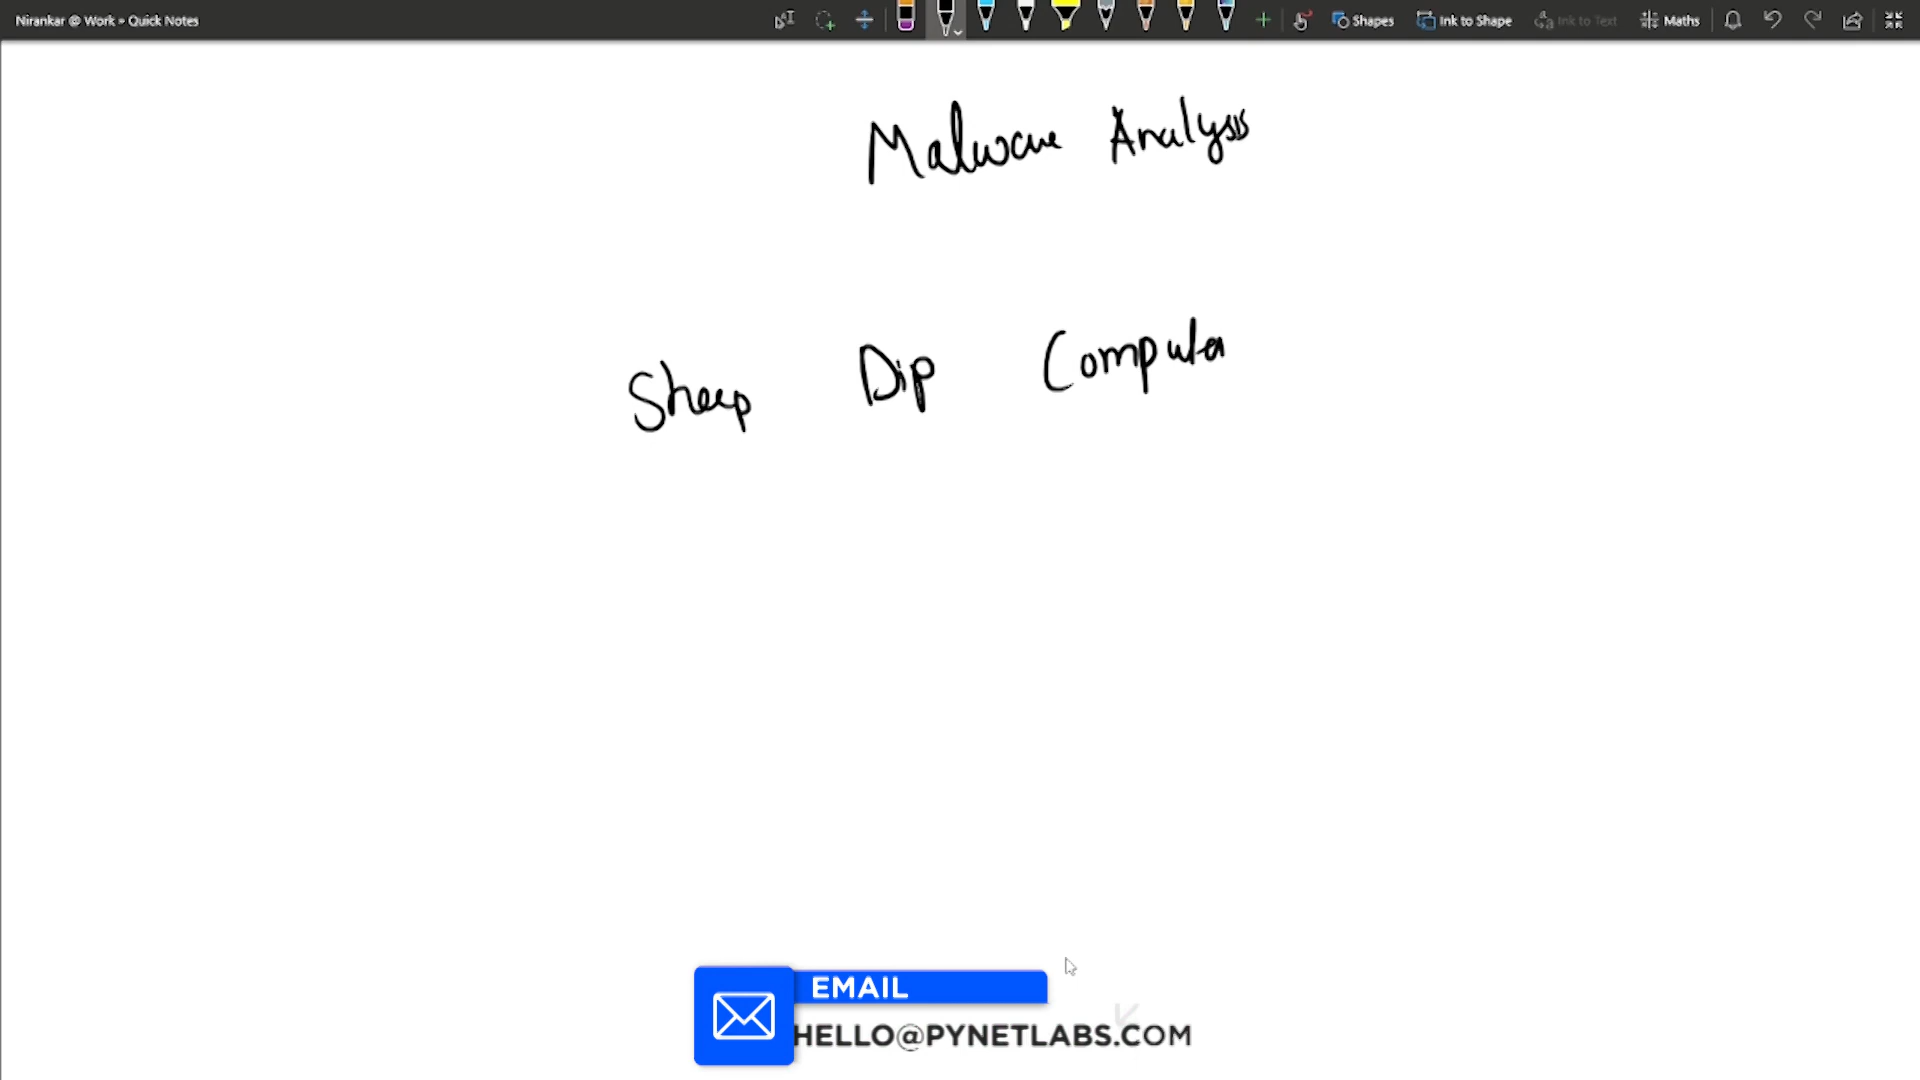 Nirankar @ Work » Quick Notes Shapes Ink to Shape Ink to Text Maths
Malware Analysis
Sheep Dip Computer
EMAIL
HELLO@PYNETLABS.COM